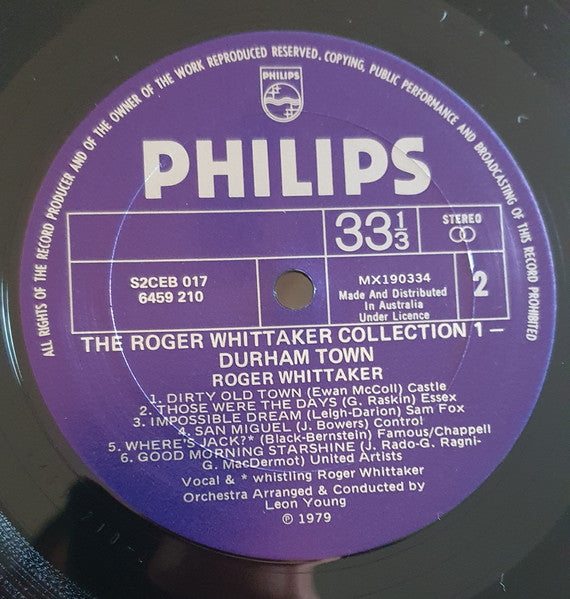 ALL RIGHTS OF THE RECORD PRODUCER AND OF THE OWNER OF THE WORK REPRODUCED RESERVED. COPYING, PUBLIC PERFORMANCE AND BROADCASTING OF THIS RECORD PROHIBITED
PHILIPS
PHILIPS
33 1/3
STEREO
S2CEB 017
6459 210
MX190334
Made And Distributed
In Australia
Under Licence
2
THE ROGER WHITTAKER COLLECTION 1 –
DURHAM TOWN
ROGER WHITTAKER
1. DIRTY OLD TOWN (Ewan McColl) Castle
2. THOSE WERE THE DAYS (G. Raskin) Essex
3. IMPOSSIBLE DREAM (Leigh-Darion) Sam Fox
4. SAN MIGUEL (J. Bowers) Control
5. WHERE'S JACK?* (Black-Bernstein) Famous/Chappell
6. GOOD MORNING STARSHINE (J. Rado-G. Ragni-
G. MacDermot) United Artists
Vocal & * whistling Roger Whittaker
Orchestra Arranged & Conducted by
Leon Young
℗ 1979